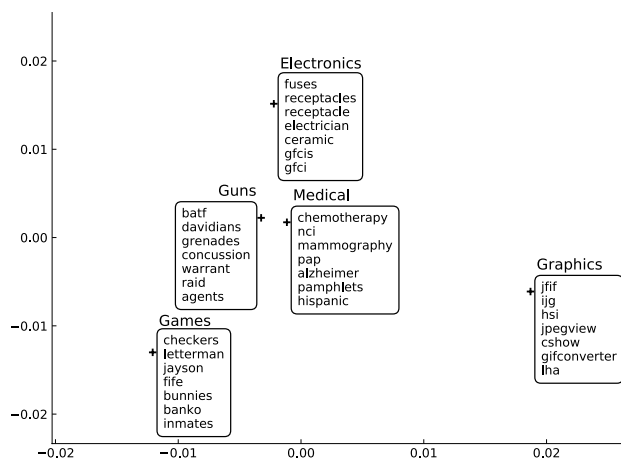 0.02
0.01
0.00
−0.01
−0.02
−0.02
−0.01
0.00
0.01
0.02
Electronics
fuses
receptacles
receptacle
electrician
ceramic
gfcis
gfci
Guns
batf
davidians
grenades
concussion
warrant
raid
agents
Medical
chemotherapy
nci
mammography
pap
alzheimer
pamphlets
hispanic
Graphics
jfif
ijg
hsi
jpegview
cshow
gifconverter
lha
Games
checkers
letterman
jayson
fife
bunnies
banko
inmates